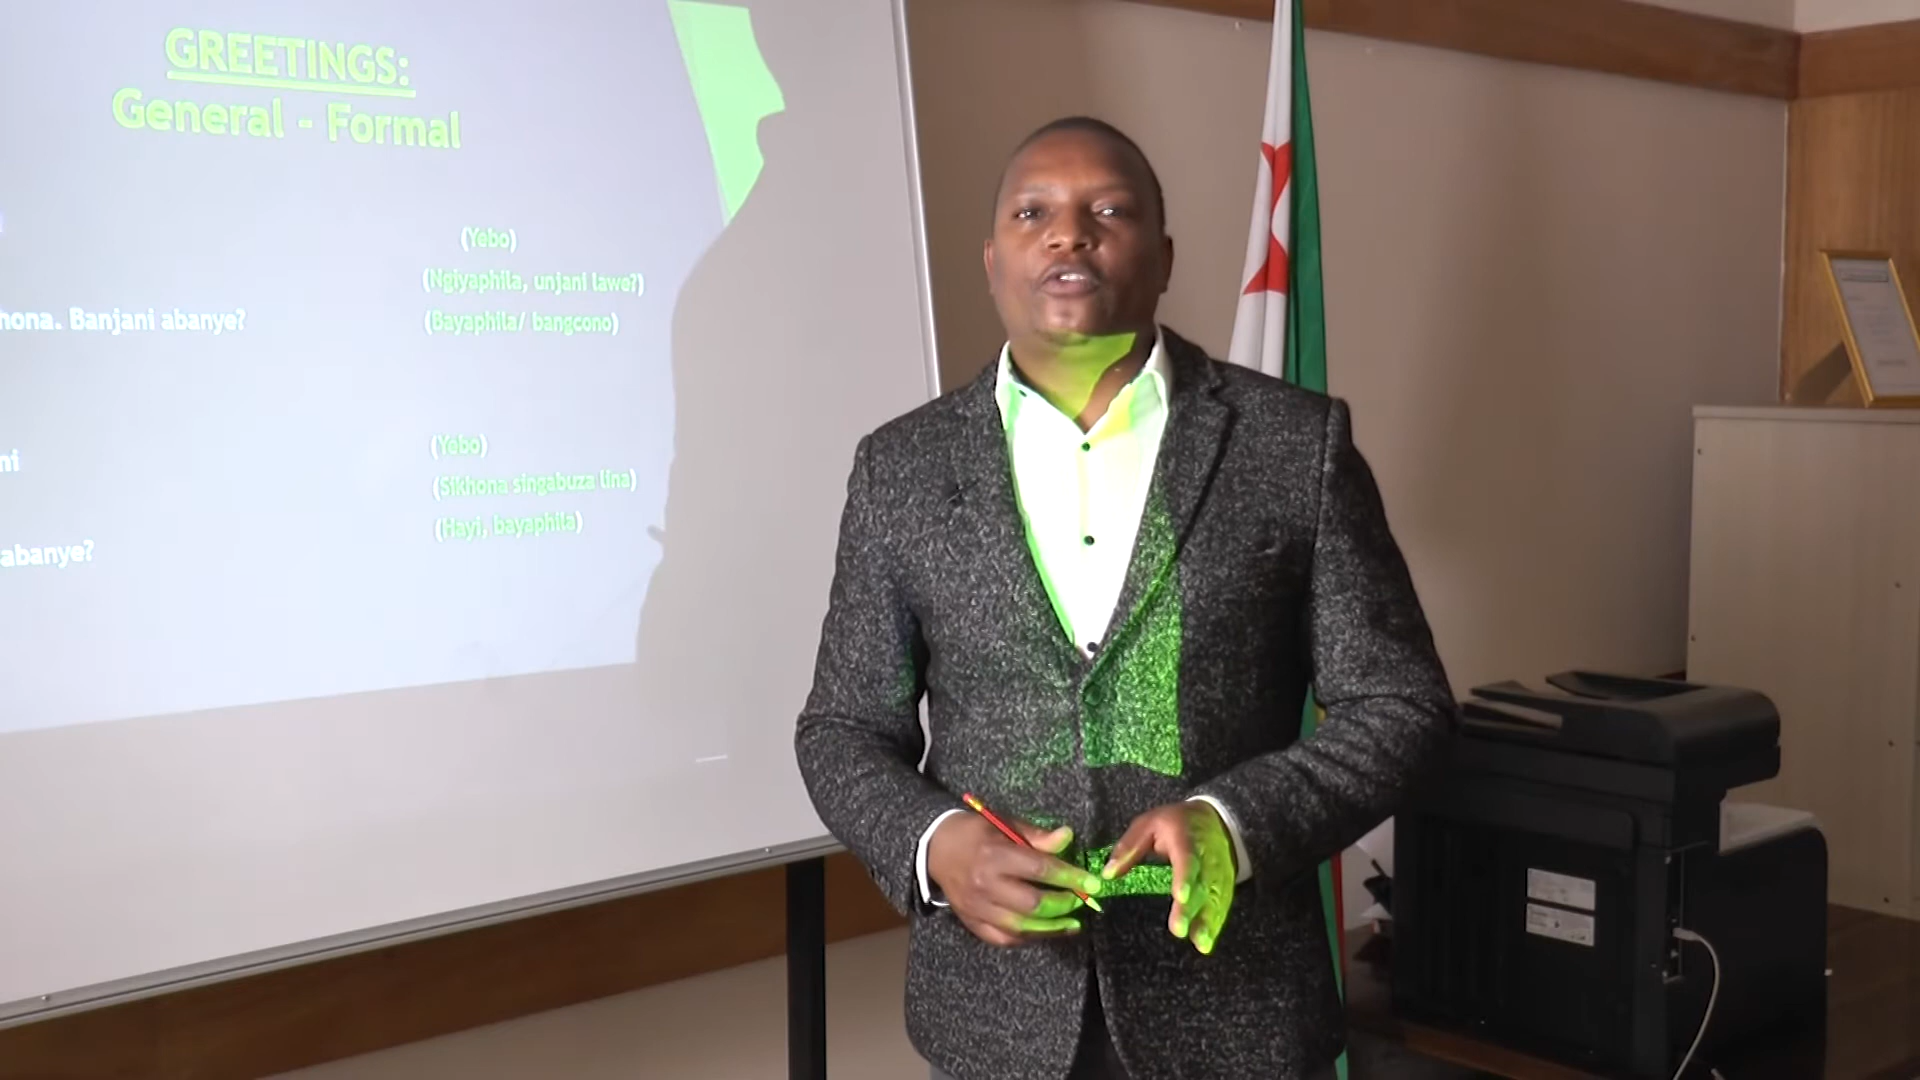 GREETINGS:
General - Formal
(Yebo)
(Ngiyaphila, unjani lawe?)
hona. Banjani abanye?
(Bayaphila/ bangcono)
(Yebo)
ni
(Sikhona singabuza lina)
(Hayi, bayaphila)
abanye?